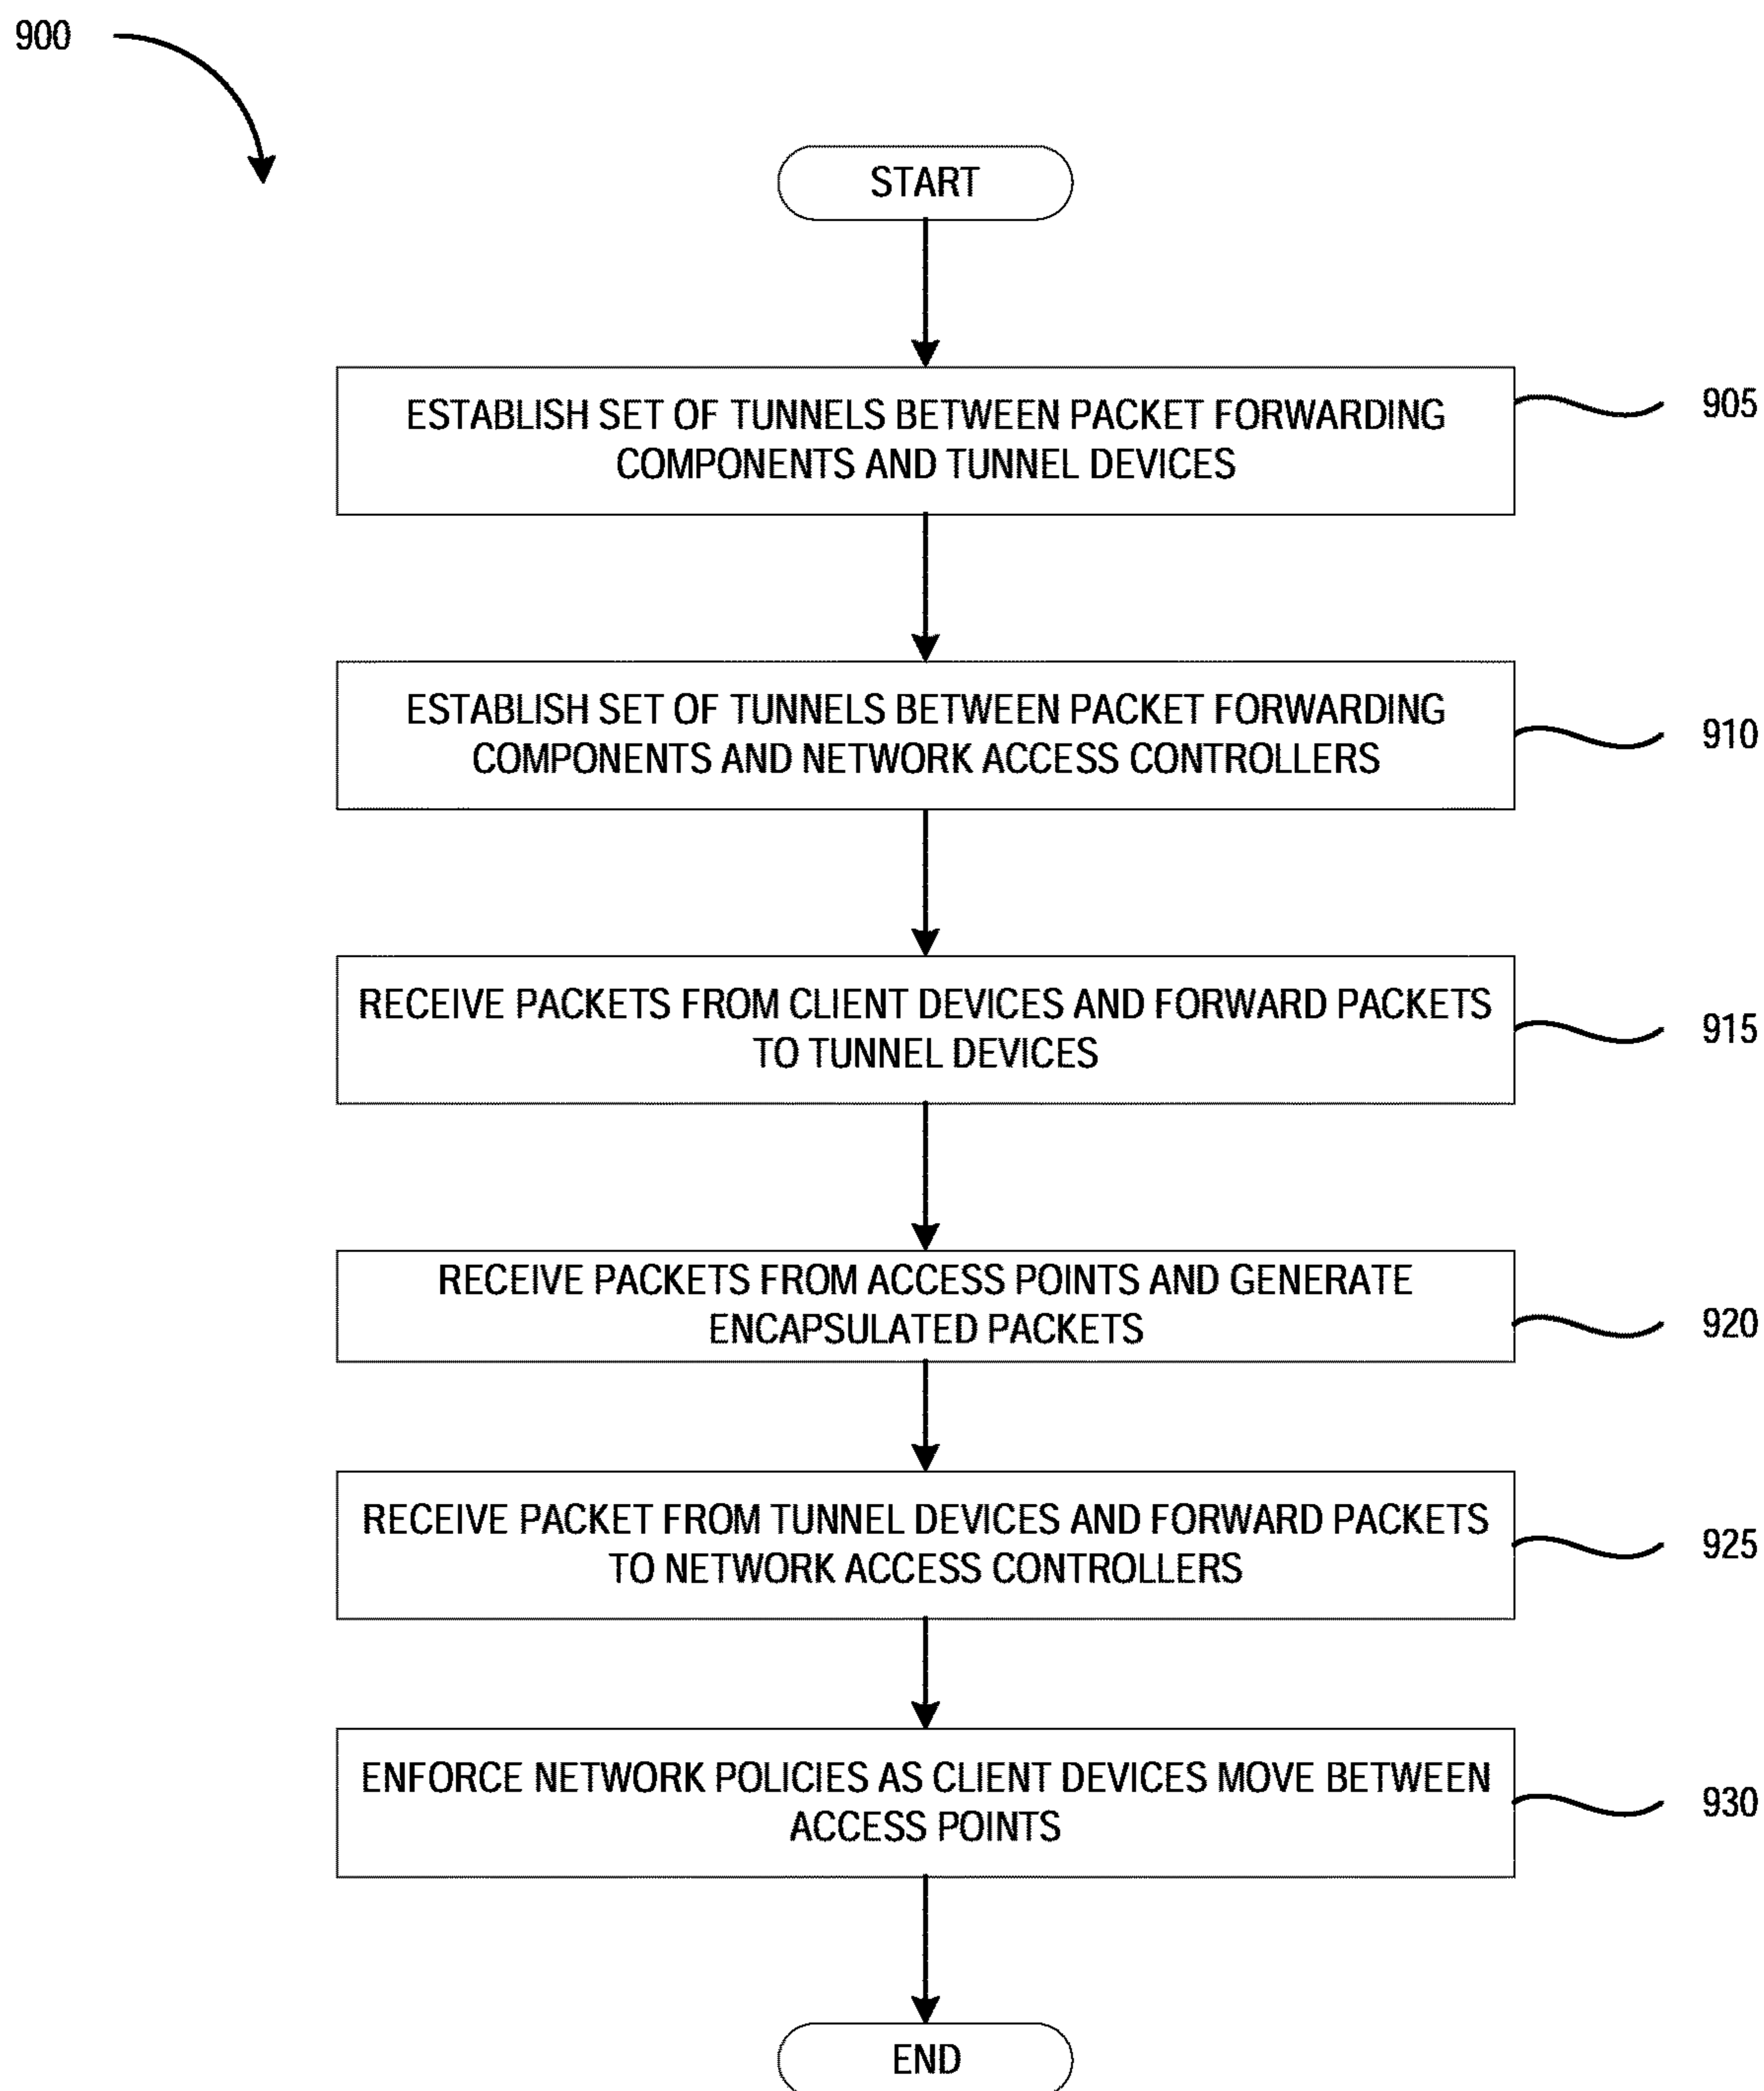 900
START
ESTABLISH SET OF TUNNELS BETWEEN PACKET FORWARDING
COMPONENTS AND TUNNEL DEVICES
905
ESTABLISH SET OF TUNNELS BETWEEN PACKET FORWARDING
COMPONENTS AND NETWORK ACCESS CONTROLLERS
910
RECEIVE PACKETS FROM CLIENT DEVICES AND FORWARD PACKETS
TO TUNNEL DEVICES
915
RECEIVE PACKETS FROM ACCESS POINTS AND GENERATE
ENCAPSULATED PACKETS
920
RECEIVE PACKET FROM TUNNEL DEVICES AND FORWARD PACKETS
TO NETWORK ACCESS CONTROLLERS
925
ENFORCE NETWORK POLICIES AS CLIENT DEVICES MOVE BETWEEN
ACCESS POINTS
930
END